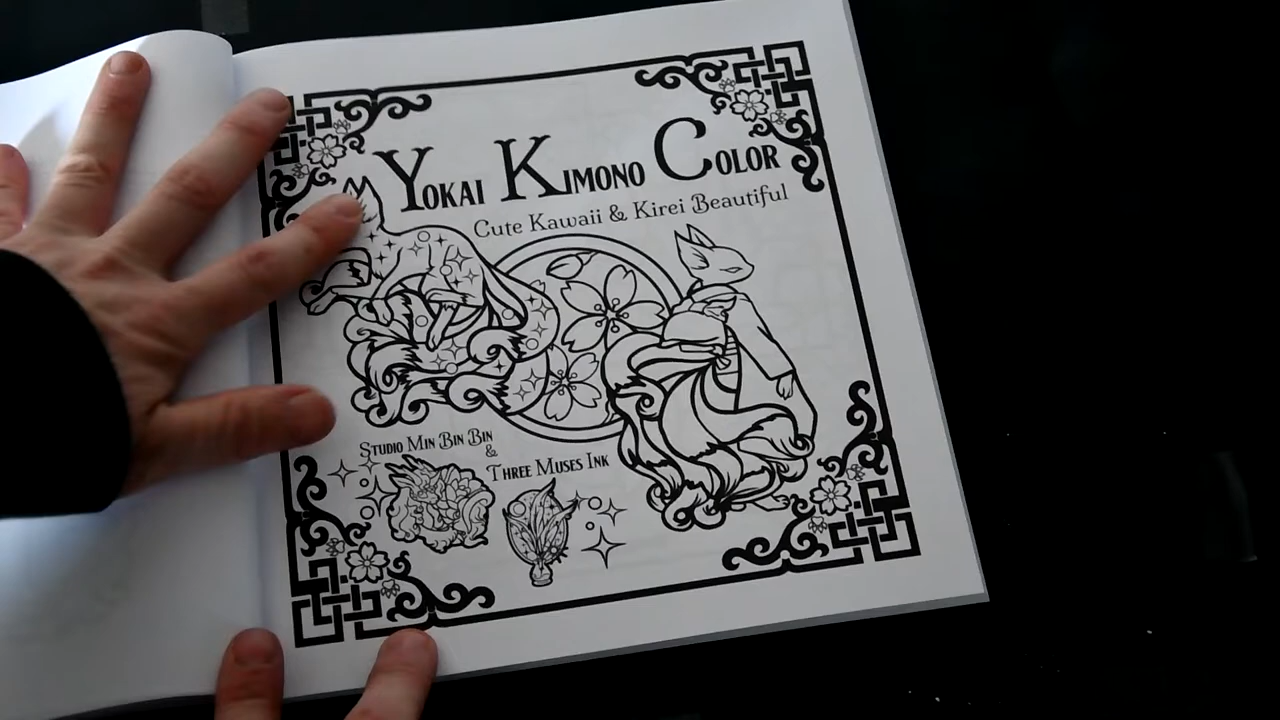 Yokai Kimono Color
Cute Kawaii & Kirei Beautiful
Studio Min Bin Bin
&
Three Muses Ink